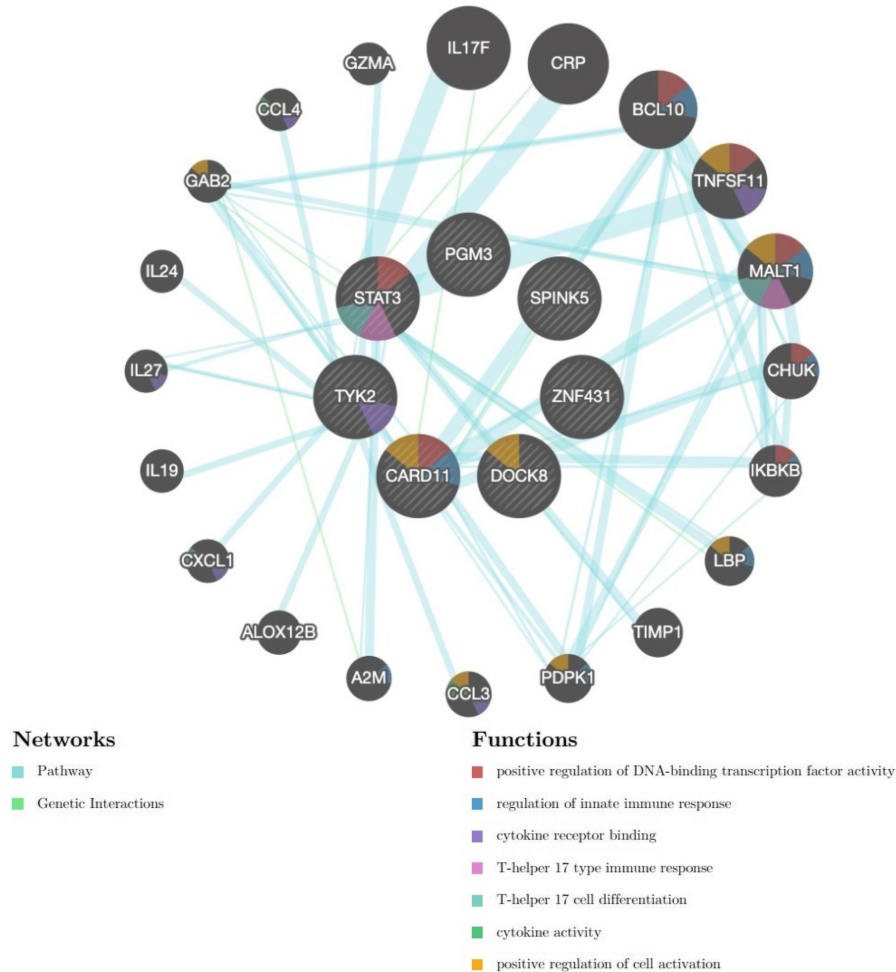 IL17F
GZMA
CRP
CCL4
BCL10
GAB2
TNFSF11
PGM3
IL24
STAT3
SPINK5
MALT1
IL27
TYK2
ZNF431
CHUK
IL19
CARD11
DOCK8
IKBKB
CXCL1
LBP
ALOX12B
TIMP1
A2M
CCL3
PDPK1
Networks
Pathway
Genetic Interactions
Functions
positive regulation of DNA-binding transcription factor activity
regulation of innate immune response
cytokine receptor binding
T-helper 17 type immune response
T-helper 17 cell differentiation
cytokine activity
positive regulation of cell activation